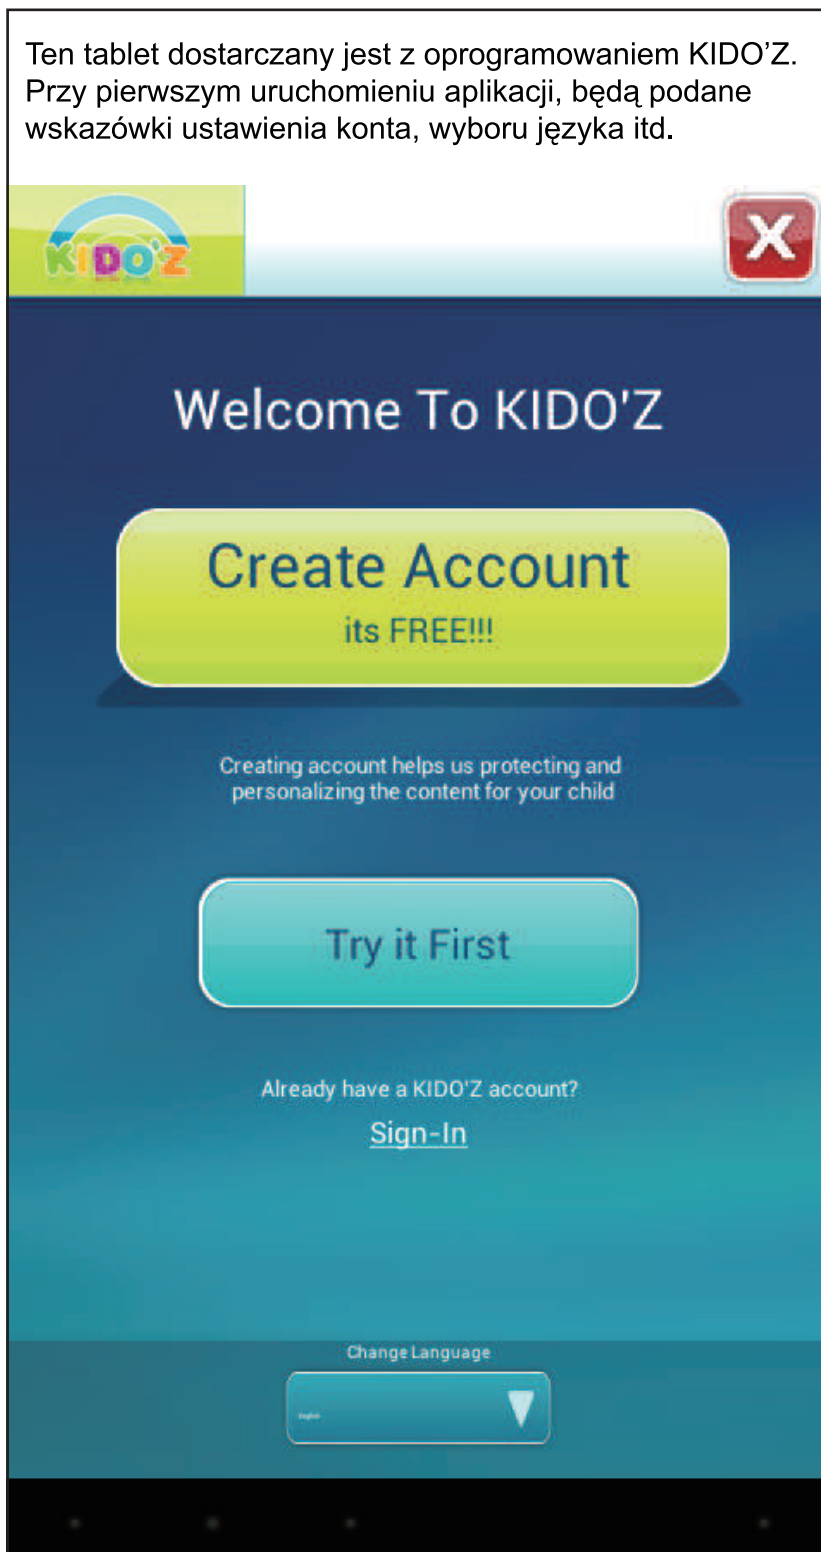 Ten tablet dostarczany jest z oprogramowaniem KIDO’Z.
Przy pierwszym uruchomieniu aplikacji, będą podane
wskazówki ustawienia konta, wyboru języka itd.
KIDO'Z
X
Welcome To KIDO'Z
Create Account
its FREE!!!
Creating account helps us protecting and
personalizing the content for your child
Try it First
Already have a KIDO'Z account?
Sign-In
Change Language
English